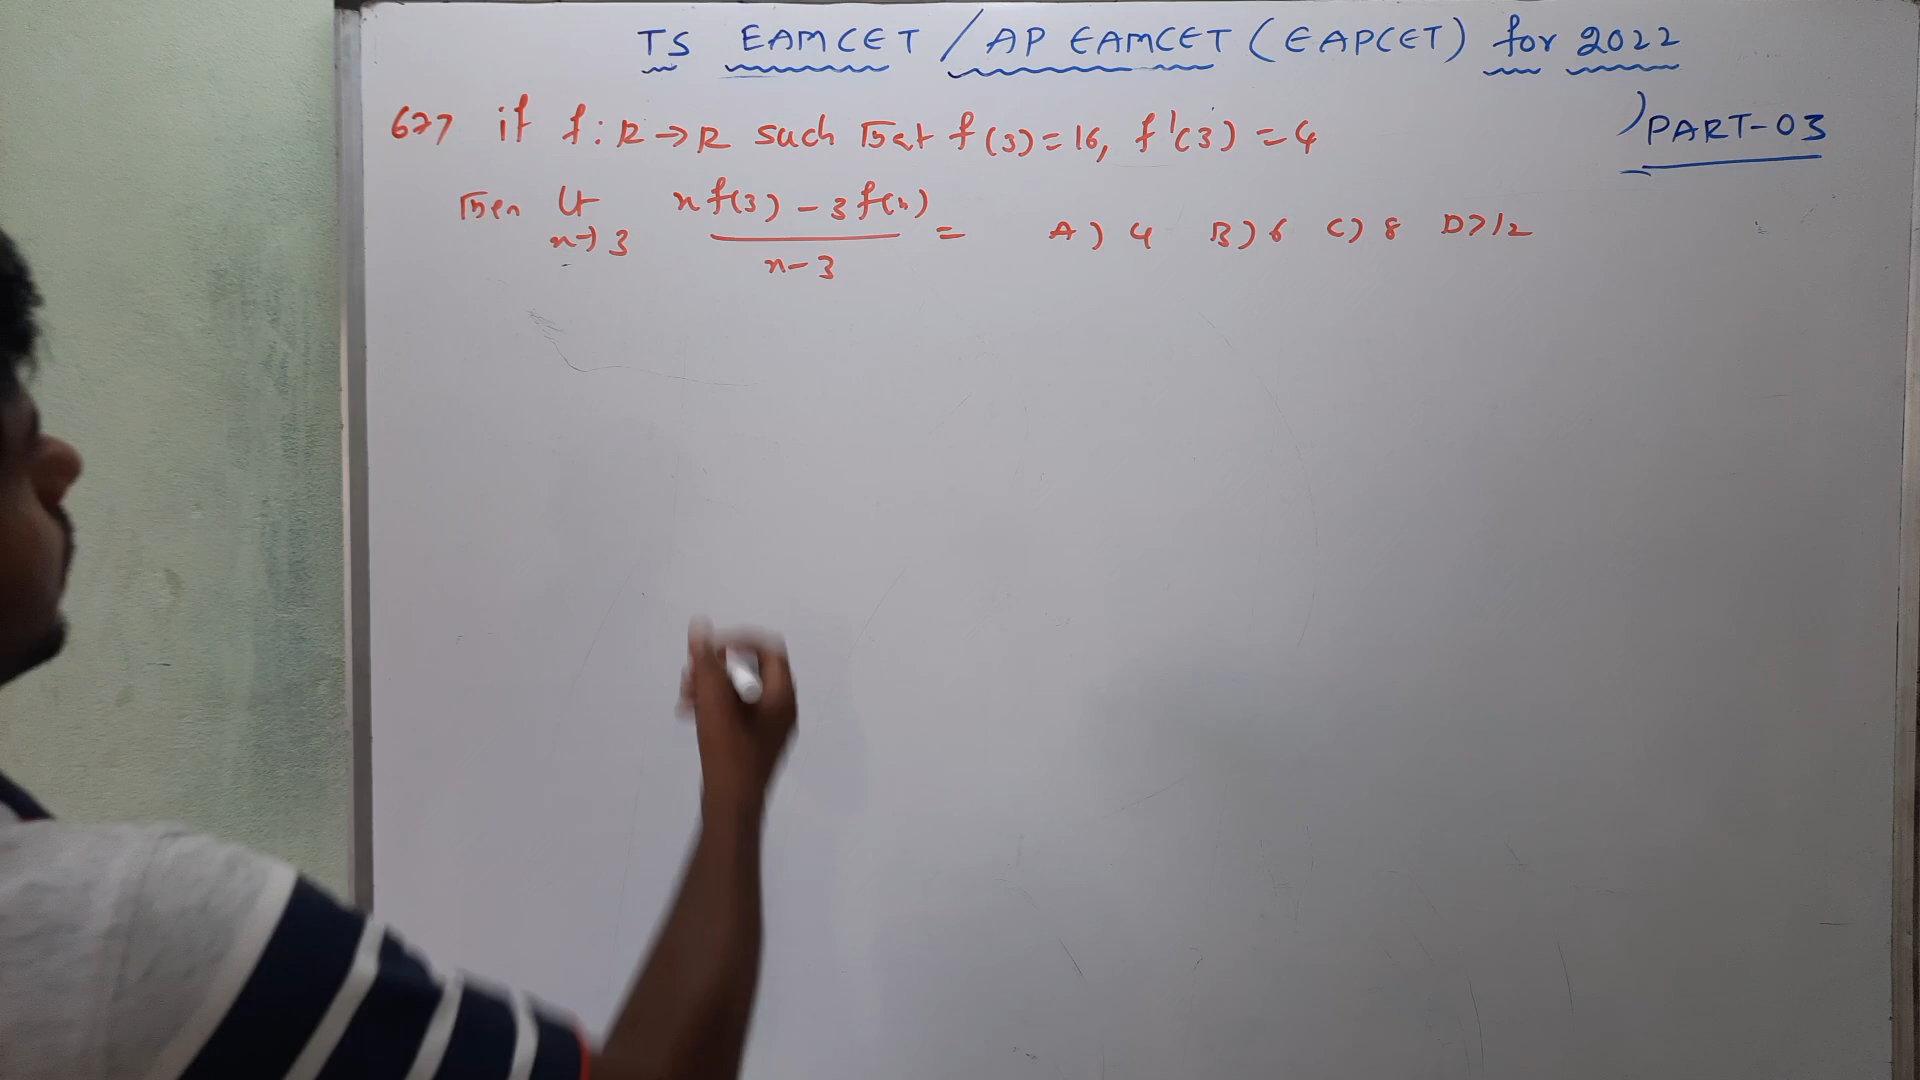 TS EAMCET / AP EAMCET (EAPCET) for 2022
) PART-03
627 if f : R → R such that f(3) = 16, f'(3) = 4
Then Lt x→3 x f(3) - 3 f(x) / x-3 = A) 4 B) 6 C) 8 D) 12